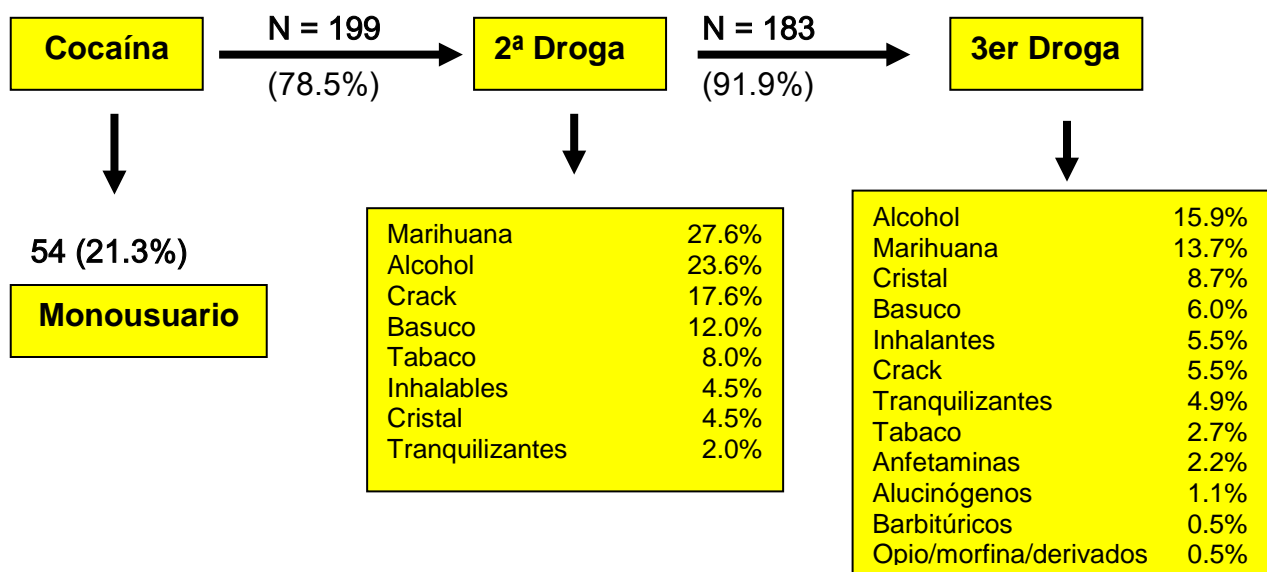 Cocaína
N = 199
(78.5%)
2ª Droga
N = 183
(91.9%)
3er Droga
54 (21.3%)
Monousuario
Marihuana 27.6%
Alcohol 23.6%
Crack 17.6%
Basuco 12.0%
Tabaco 8.0%
Inhalables 4.5%
Cristal 4.5%
Tranquilizantes 2.0%
Alcohol 15.9%
Marihuana 13.7%
Cristal 8.7%
Basuco 6.0%
Inhalantes 5.5%
Crack 5.5%
Tranquilizantes 4.9%
Tabaco 2.7%
Anfetaminas 2.2%
Alucinógenos 1.1%
Barbitúricos 0.5%
Opio/morfina/derivados 0.5%